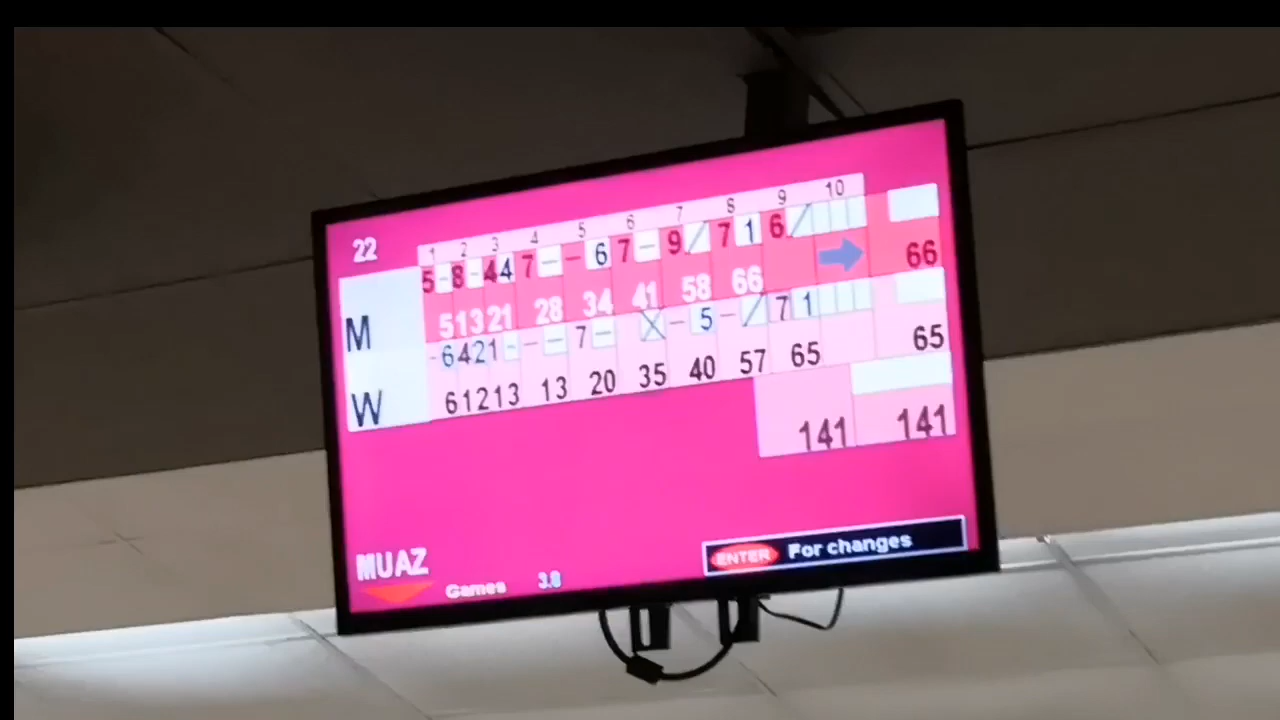 22
1 2 3 4 5 6 7 8 9 10
5 - 8 - 4 4 7 - - 6 7 - 9 / 7 1 6 /
M 5 13 21 28 34 41 58 66 66
- 6 4 2 1 - - - 7 - X - 5 - / 7 1
W 6 12 13 13 20 35 40 57 65 65
141 141
MUAZ
Games 3.8
ENTER For changes